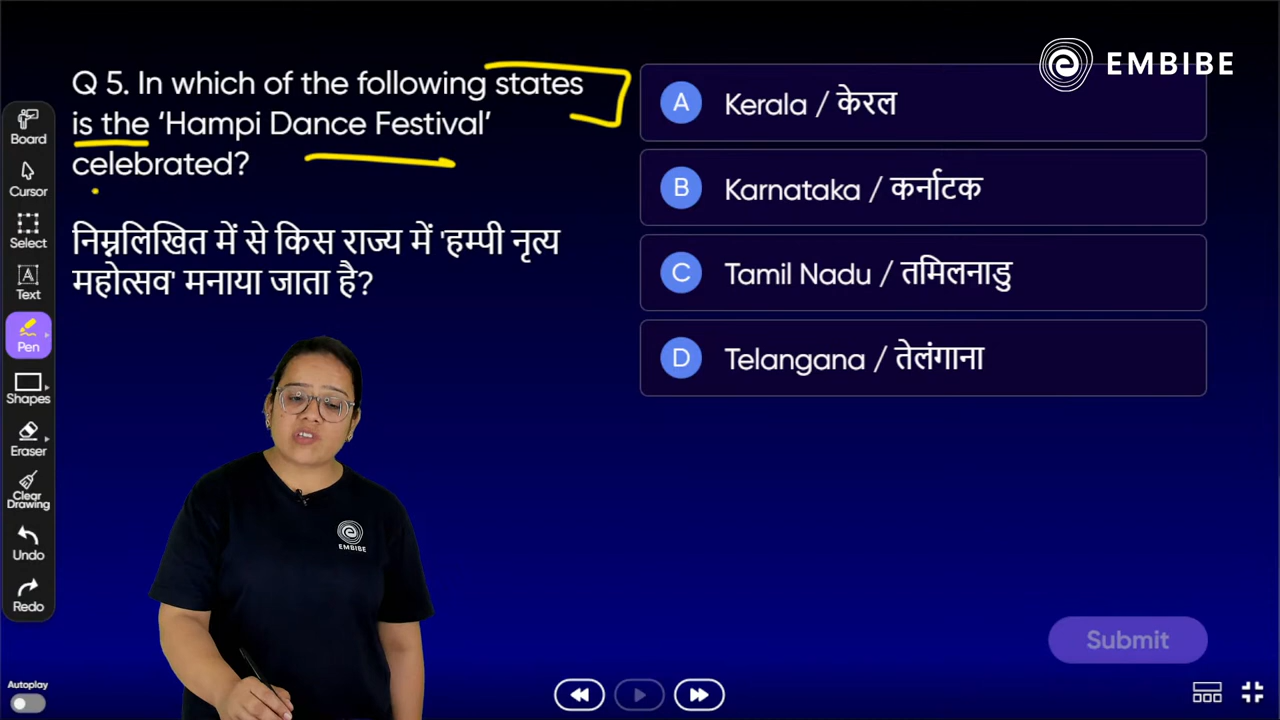 EMBIBE
Q 5. In which of the following states
is the ‘Hampi Dance Festival’
celebrated?
निम्नलिखित में से किस राज्य में 'हम्पी नृत्य
महोत्सव' मनाया जाता है?
A Kerala / केरल
B Karnataka / कर्नाटक
C Tamil Nadu / तमिलनाडु
D Telangana / तेलंगाना
Board
Cursor
Select
A
Text
Pen
Shapes
Eraser
Clear
Drawing
Undo
Redo
Autoplay
EMBIBE
Submit